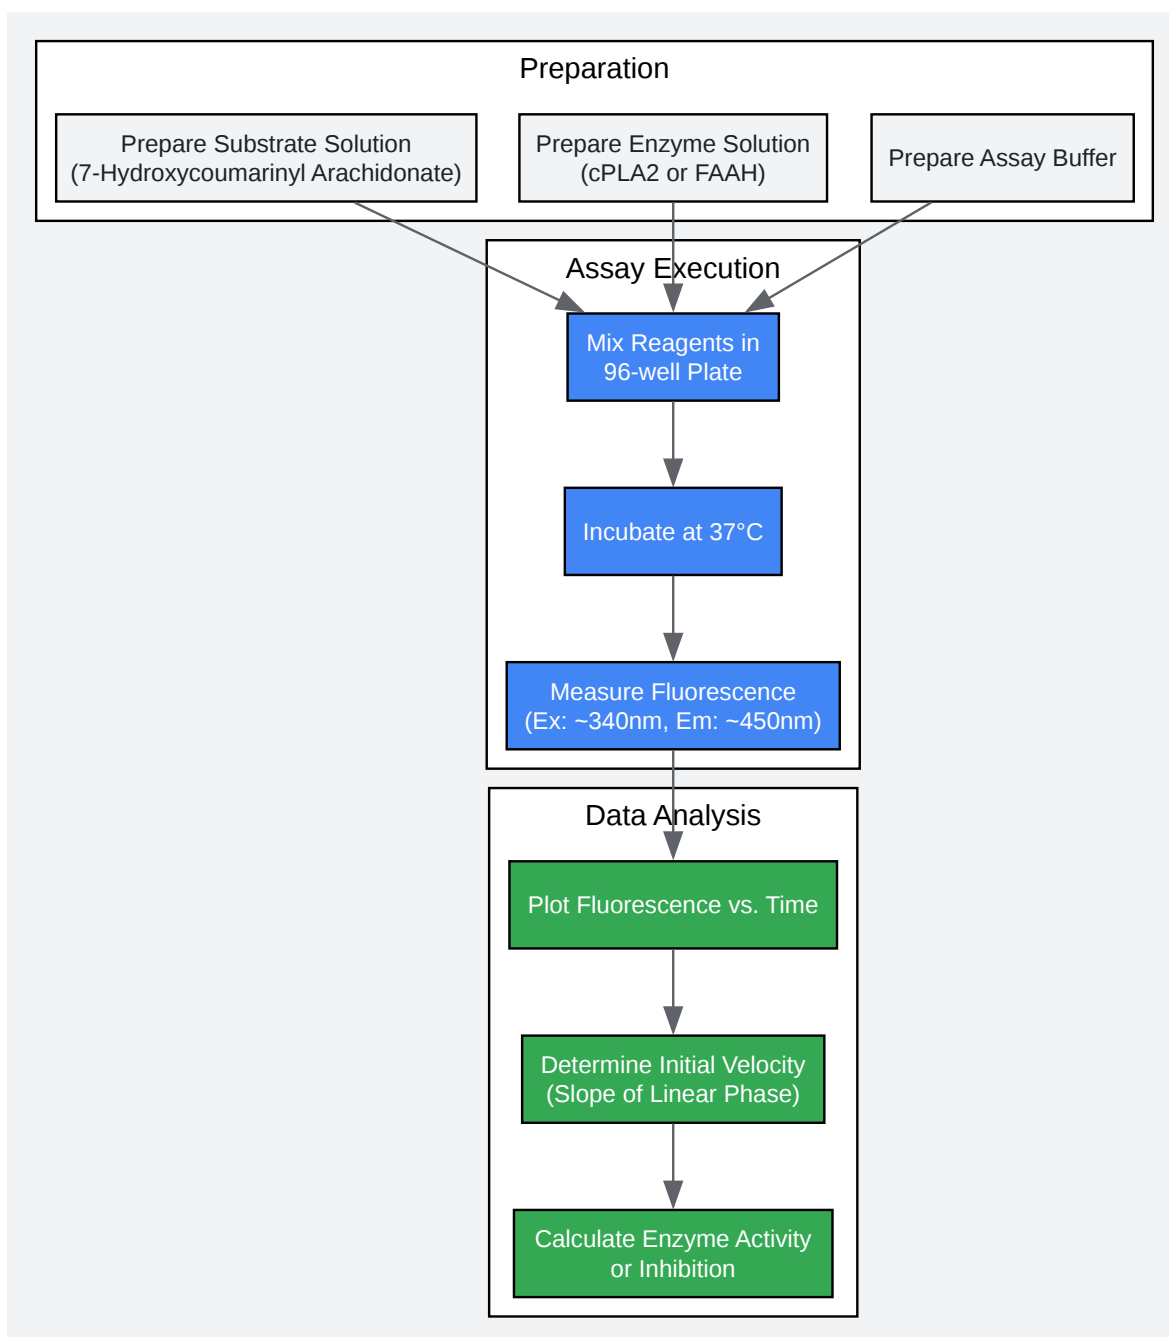 Preparation
Prepare Substrate Solution
(7-Hydroxycoumarinyl Arachidonate)
Prepare Enzyme Solution
(cPLA2 or FAAH)
Prepare Assay Buffer
Assay Execution
Mix Reagents in
96-well Plate
Incubate at 37°C
Measure Fluorescence
(Ex: ~340nm, Em: ~450nm)
Data Analysis
Plot Fluorescence vs. Time
Determine Initial Velocity
(Slope of Linear Phase)
Calculate Enzyme Activity
or Inhibition